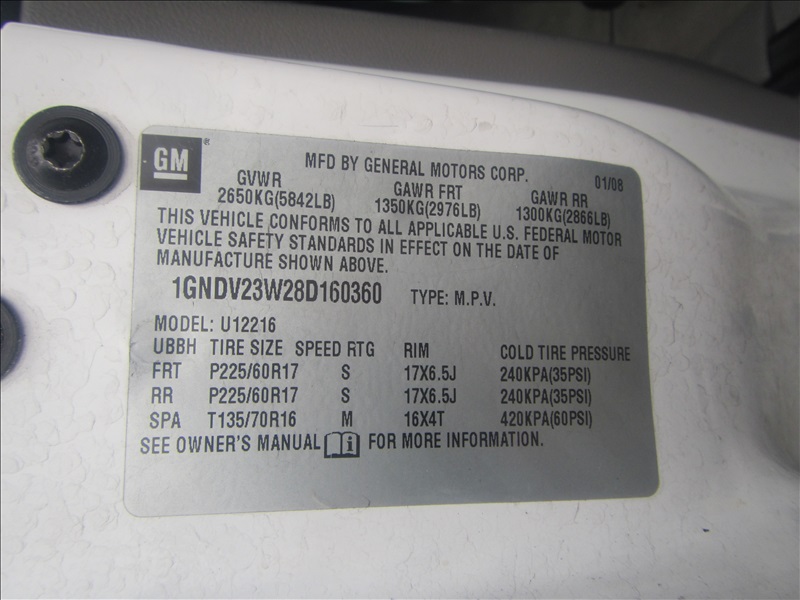 GM ® MFD BY GENERAL MOTORS CORP. 01/08
GVWR GAWR FRT GAWR RR
2650KG(5842LB) 1350KG(2976LB) 1300KG(2866LB)
THIS VEHICLE CONFORMS TO ALL APPLICABLE U.S. FEDERAL MOTOR
VEHICLE SAFETY STANDARDS IN EFFECT ON THE DATE OF
MANUFACTURE SHOWN ABOVE.
1GNDV23W28D160360 TYPE: M.P.V.
MODEL: U12216
UBBH TIRE SIZE SPEED RTG RIM COLD TIRE PRESSURE
FRT P225/60R17 S 17X6.5J 240KPA(35PSI)
RR P225/60R17 S 17X6.5J 240KPA(35PSI)
SPA T135/70R16 M 16X4T 420KPA(60PSI)
SEE OWNER'S MANUAL i FOR MORE INFORMATION.